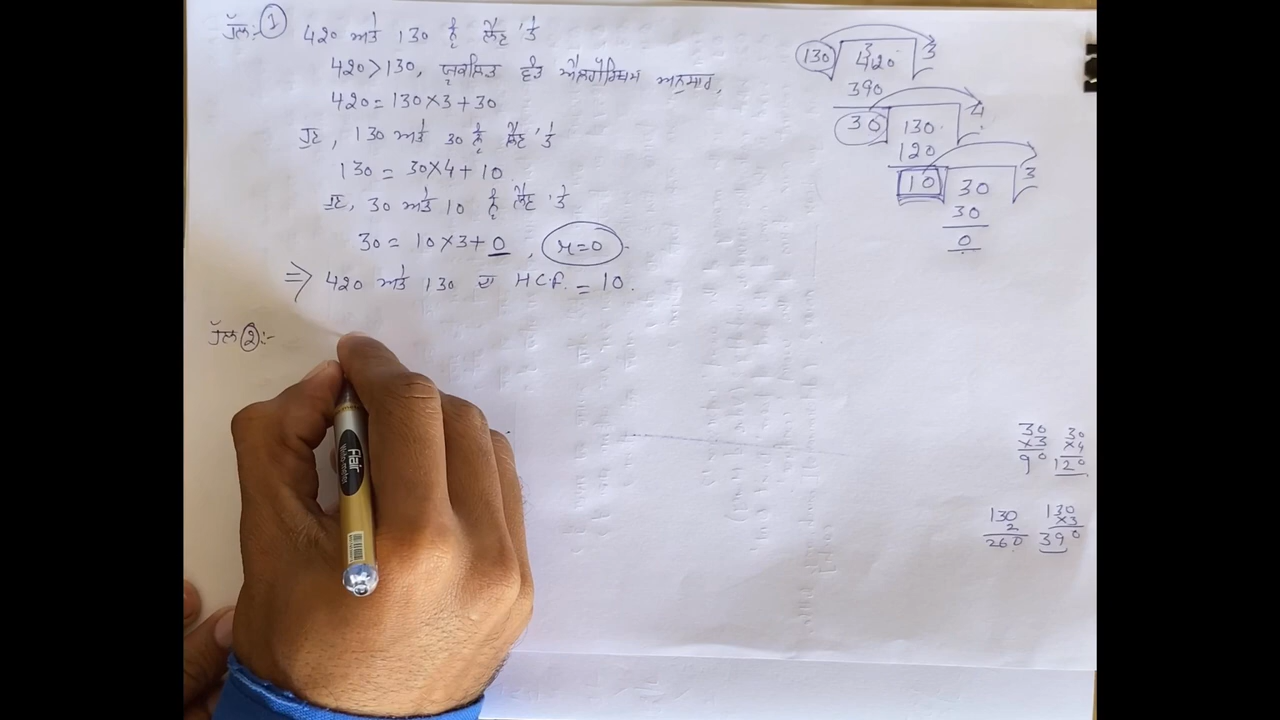 ਹੱਲ:- 1 420 ਅਤੇ 130 ਨੂੰ ਲੈਣ 'ਤੇ
420>130, ਯੂਕਲਿਡ ਵੰਡ ਐਲਗੋਰਿਥਮ ਅਨੁਸਾਰ,
420=130×3+30
ਹੁਣ, 130 ਅਤੇ 30 ਨੂੰ ਲੈਣ 'ਤੇ
130=30×4+10
ਹੁਣ, 30 ਅਤੇ 10 ਨੂੰ ਲੈਣ 'ਤੇ
30=10×3+0, r=0
⇒ 420 ਅਤੇ 130 ਦਾ H.C.F. = 10.
ਹੱਲ 2:-
130 420 3
390
30 130 4
120
10 30 3
30
0
30 30
×3 ×4
90 120
130 130
2 ×3
260 390
Flair